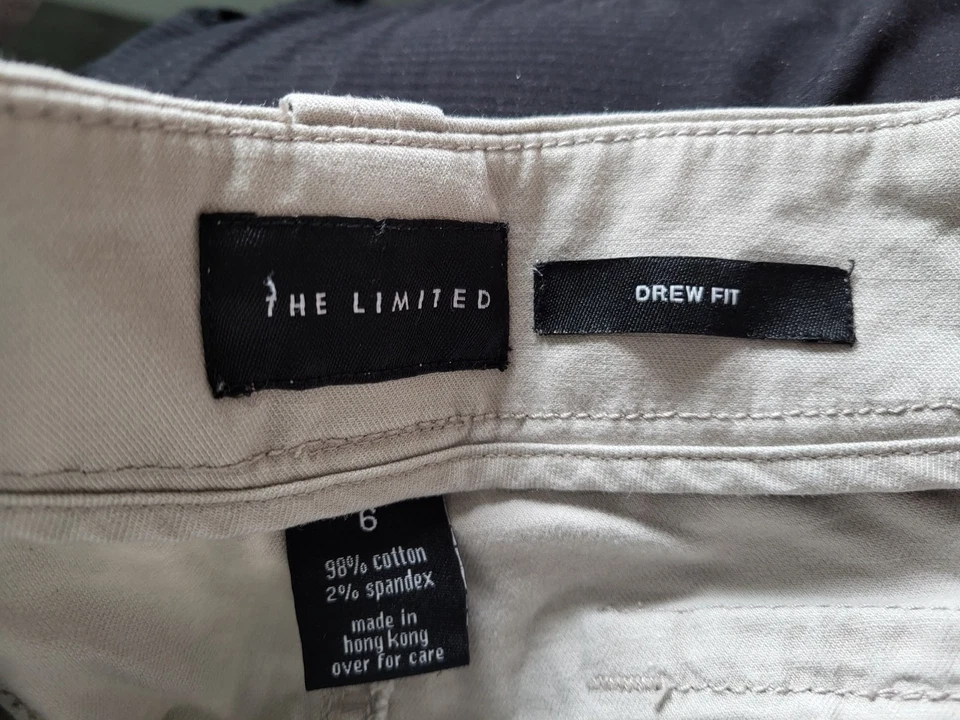 THE LIMITED
DREW FIT
6
98% cotton
2% spandex
made in
hong kong
over for care